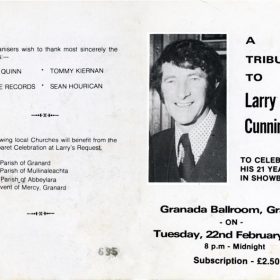 anisers wish to thank most sincerely the
QUINN * TOMMY KIERNAN
E RECORDS * SEAN HOURICAN
wing local Churches will benefit from the
aret Celebration at Larry's Request.
Parish of Granard
Parish of Mullinaleachta
Parish of Abbeylara
vent of Mercy, Granard
695
A
TRIBU
TO
Larry
Cunnin
TO CELEB
HIS 21 YEA
IN SHOWB
Granada Ballroom, Gra
- ON -
Tuesday, 22nd February
8 p.m - Midnight
Subscription - £2.50